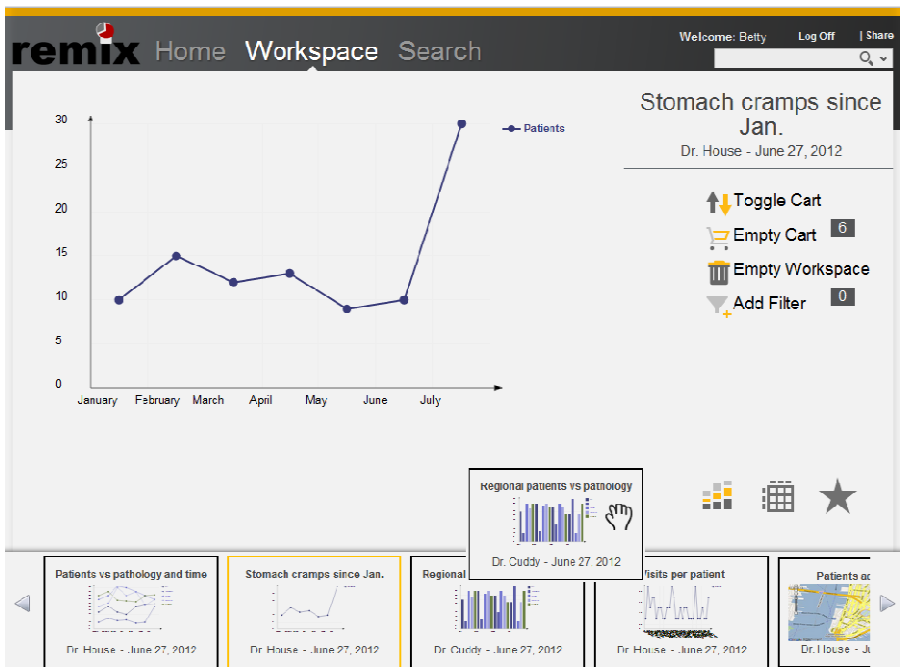 remix Home Workspace Search
Welcome: Betty Log Off | Share
Stomach cramps since
Jan.
Dr. House - June 27, 2012
Patients
30
25
20
15
10
5
0
January February March April May June July
Toggle Cart
Empty Cart 6
Empty Workspace
Add Filter 0
Regional patients vs pathology
Dr. Cuddy - June 27, 2012
Patients vs pathology and time
Dr. House - June 27, 2012
Stomach cramps since Jan.
Dr. House - June 27, 2012
Regional
Dr. Cuddy - June 27, 2012
Visits per patient
Dr. House - June 27, 2012
Patients
Dr. House -